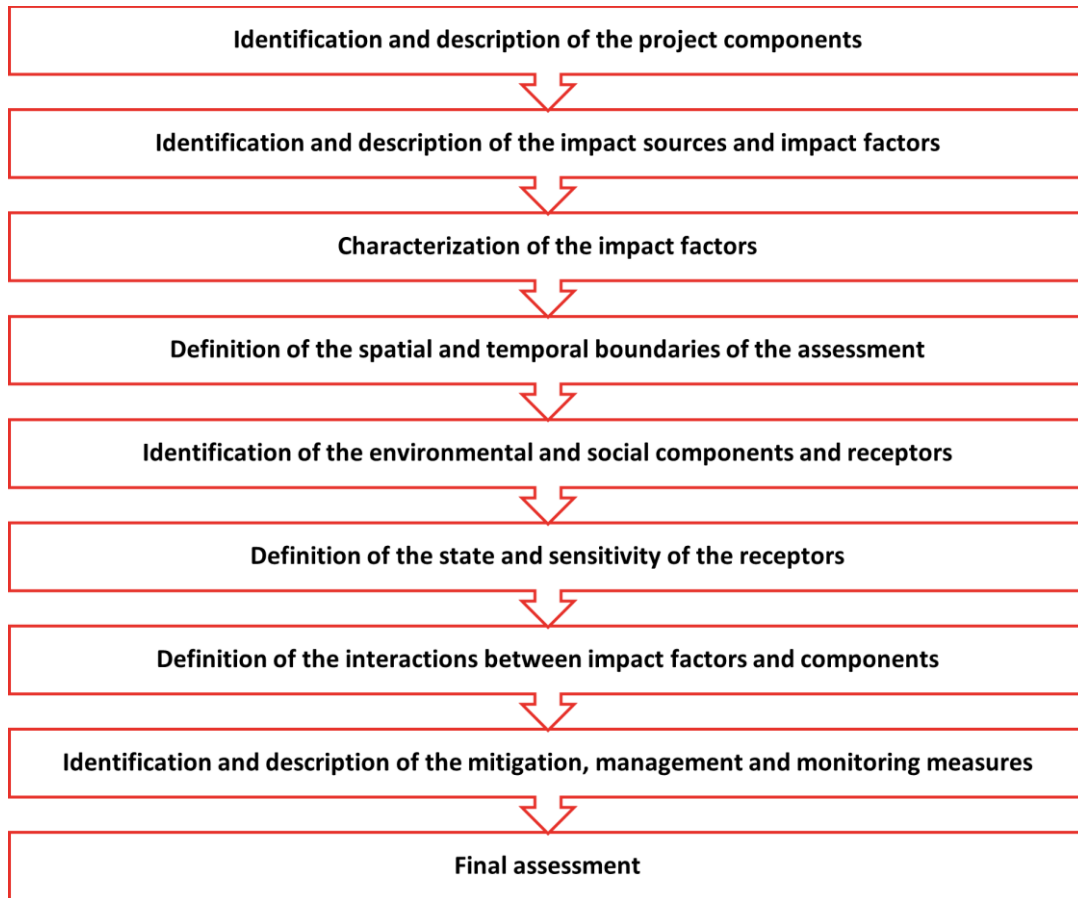 Identification and description of the project components
Identification and description of the impact sources and impact factors
Characterization of the impact factors
Definition of the spatial and temporal boundaries of the assessment
Identification of the environmental and social components and receptors
Definition of the state and sensitivity of the receptors
Definition of the interactions between impact factors and components
Identification and description of the mitigation, management and monitoring measures
Final assessment